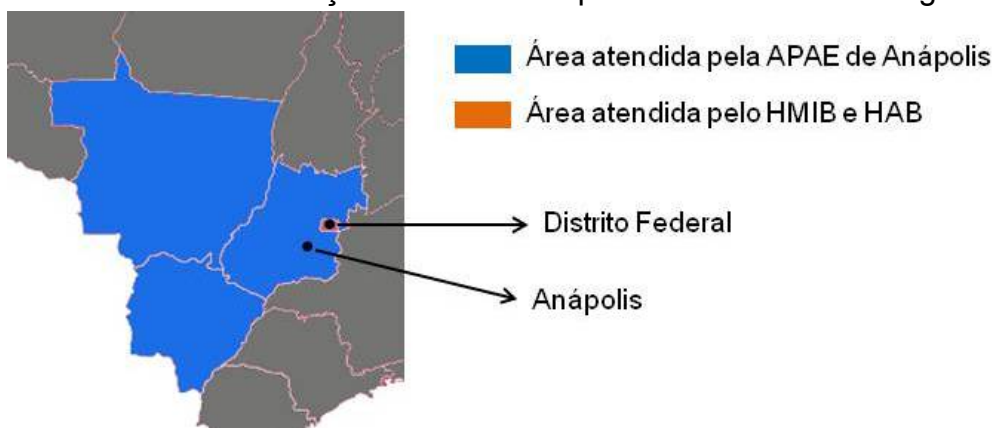 Área atendida pela APAE de Anápolis
Área atendida pelo HMIB e HAB
Distrito Federal
Anápolis